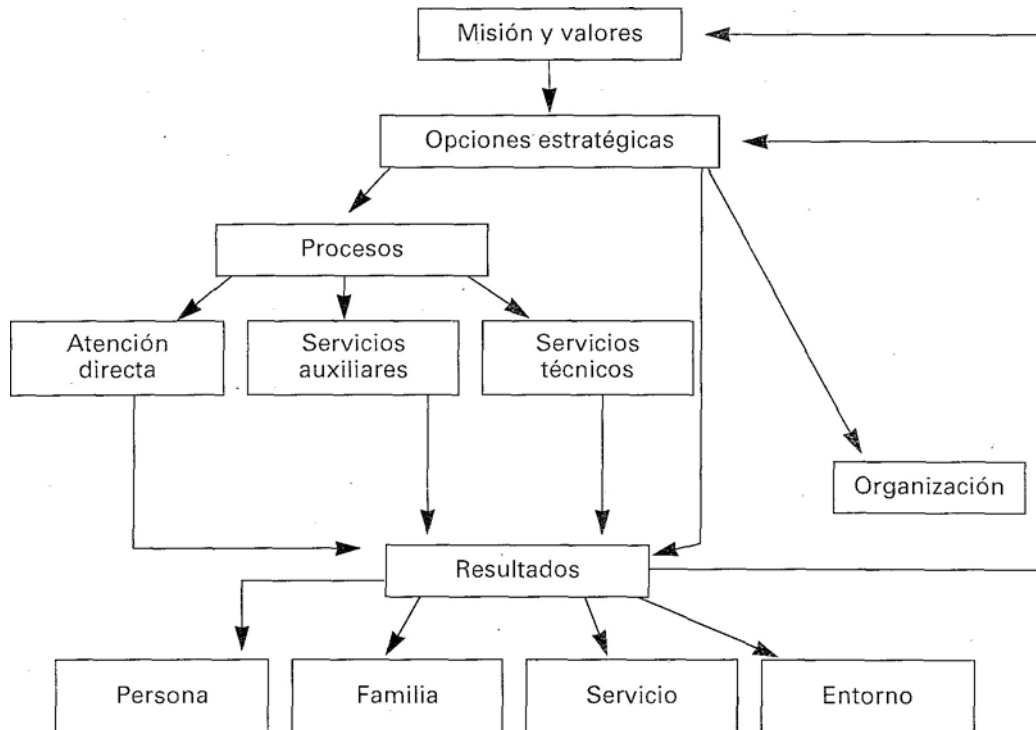 Misión y valores
Opciones estratégicas
Procesos
Atención
directa
Servicios
auxiliares
Servicios
técnicos
Organización
Resultados
Persona
Familia
Servicio
Entorno